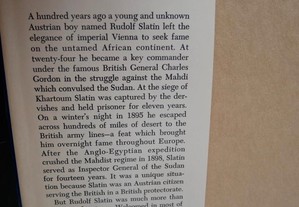 A hundred years ago a young and unknown
Austrian boy named Rudolf Slatin left the
elegance of imperial Vienna to seek fame
on the untamed African continent. At
twenty-four he became a key commander
under the famous British General Charles
Gordon in the struggle against the Mahdi
which convulsed the Sudan. At the siege of
Khartoum Slatin was captured by the der-
vishes and held prisoner for eleven years.
On a winter's night in 1895 he escaped
across hundreds of miles of desert to the
British army lines—a feat which brought
him overnight fame throughout Europe.
After the Anglo-Egyptian expedition
crushed the Mahdist regime in 1898, Slatin
served as Inspector General of the Sudan
for fourteen years. It was a unique situa-
tion because Slatin was an Austrian citizen
serving the British in a British protectorate.
But Rudolf Slatin was much more than
Welcomed in most of